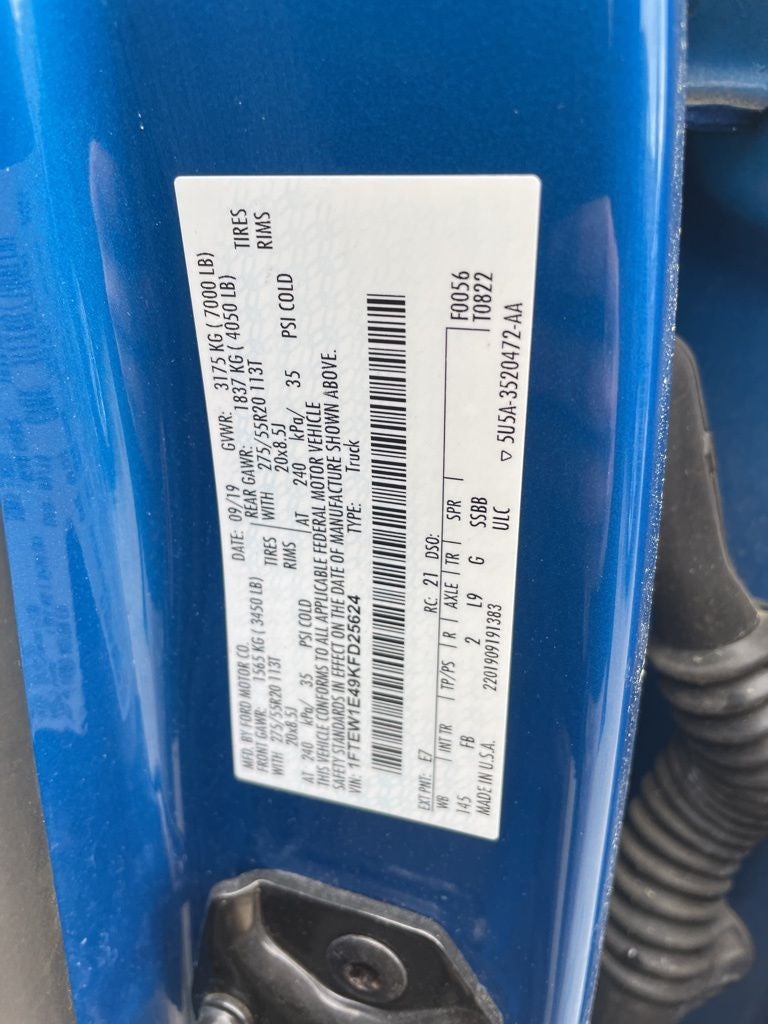 MFD. BY FORD MOTOR CO.
DATE: 09/19 GVWR: 3175 KG ( 7000 LB)
FRONT GAWR: 1565 KG ( 3450 LB) REAR GAWR: 1837 KG ( 4050 LB)
WITH 275/55R20 113T TIRES WITH 275/55R20 113T TIRES
20x8.5J RIMS 20x8.5J RIMS
AT 240 kPa/ 35 PSI COLD AT 240 kPa/ 35 PSI COLD
THIS VEHICLE CONFORMS TO ALL APPLICABLE FEDERAL MOTOR VEHICLE
SAFETY STANDARDS IN EFFECT ON THE DATE OF MANUFACTURE SHOWN ABOVE.
VIN: 1FTEW1E49KFD25624 TYPE: Truck
EXT PNT: E7 RC: 21 DSO: F0056
WB INT TR TP/PS R AXLE TR SPR T0822
145 FB 2 L9 G SSBB
ULC
MADE IN U.S.A. 2201909191383 ▽ 5U5A-3520472-AA